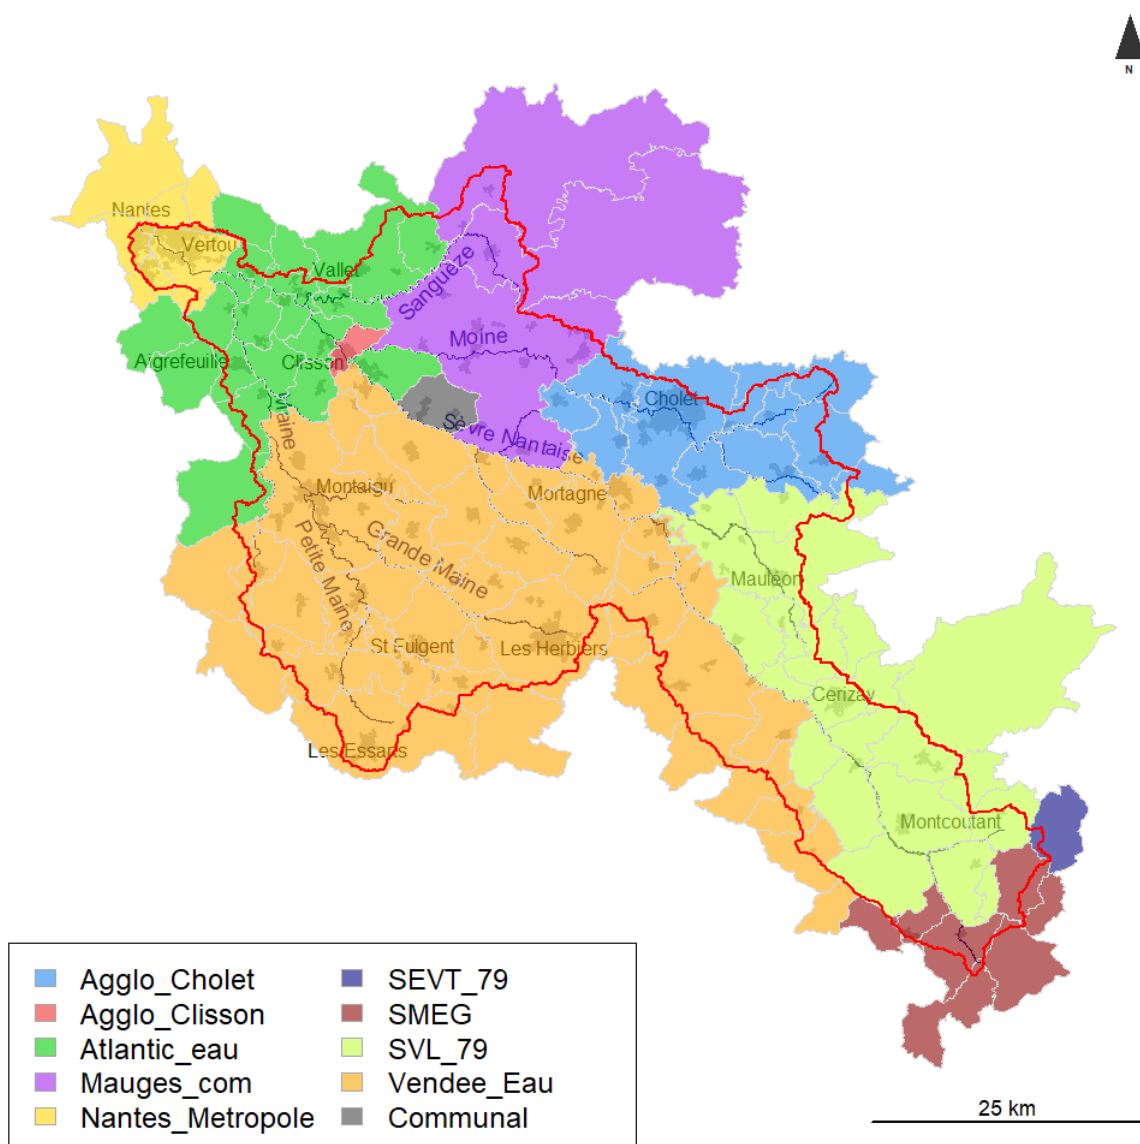 N
Nantes
Vertou
Vallet
Sanguèze
Moine
Aigrefeuille
Clisson
Cholet
Maine
Sèvre Nantaise
Montaigu
Mortagne
Grande Maine
Petite Maine
Mauléon
St Fulgent
Les Herbiers
Cerizay
Les Essarts
Montcoutant
Agglo_Cholet
Agglo_Clisson
Atlantic_eau
Mauges_com
Nantes_Metropole
SEVT_79
SMEG
SVL_79
Vendee_Eau
Communal
25 km